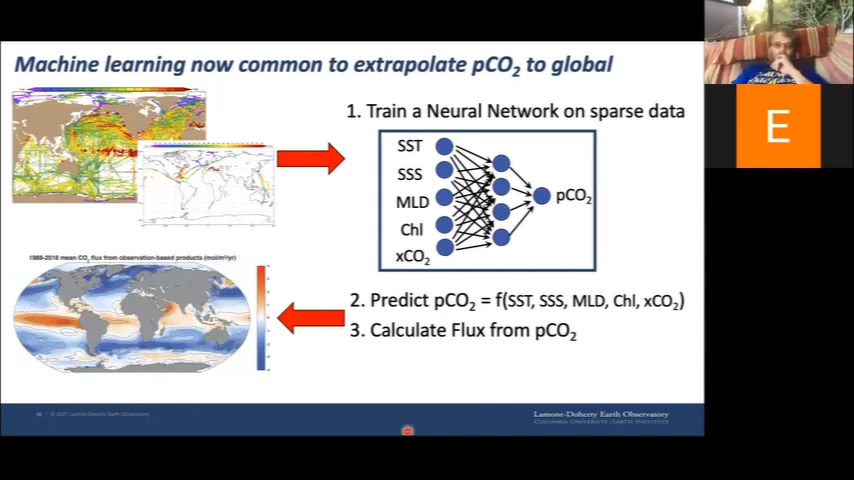 Machine learning now common to extrapolate pCO₂ to global
1. Train a Neural Network on sparse data
SST
SSS
MLD
Chl
xCO₂
pCO₂
1988-2018 mean CO₂ flux from observation-based products (mol/m²/yr)
2. Predict pCO₂ = f(SST, SSS, MLD, Chl, xCO₂)
3. Calculate Flux from pCO₂
© 2021 Lamont-Doherty Earth Observatory
Lamont-Doherty Earth Observatory
Columbia University | Earth Institute
E